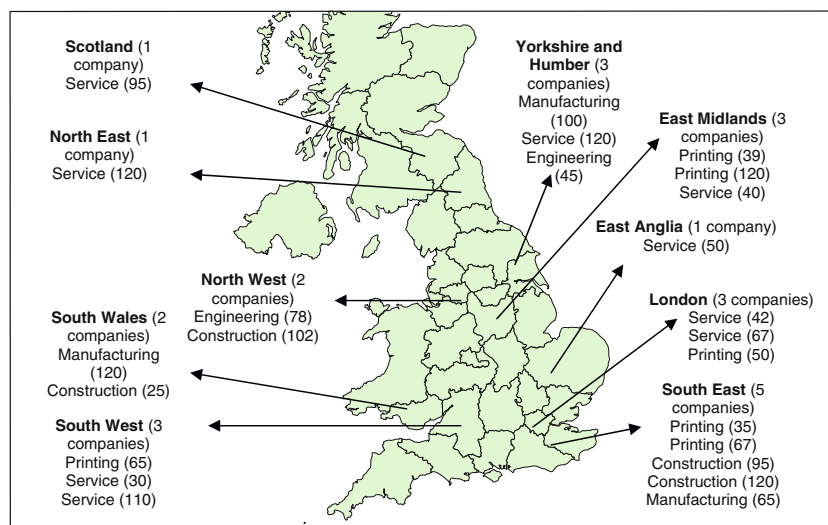 Scotland (1
company)
Service (95)
North East (1
company)
Service (120)
North West (2
companies)
Engineering (78)
Construction (102)
South Wales (2
companies)
Manufacturing
(120)
Construction (25)
South West (3
companies)
Printing (65)
Service (30)
Service (110)
Yorkshire and
Humber (3
companies)
Manufacturing
(100)
Service (120)
Engineering
(45)
East Midlands (3
companies)
Printing (39)
Printing (120)
Service (40)
East Anglia (1 company)
Service (50)
London (3 companies)
Service (42)
Service (67)
Printing (50)
South East (5
companies)
Printing (35)
Printing (67)
Construction (95)
Construction (120)
Manufacturing (65)